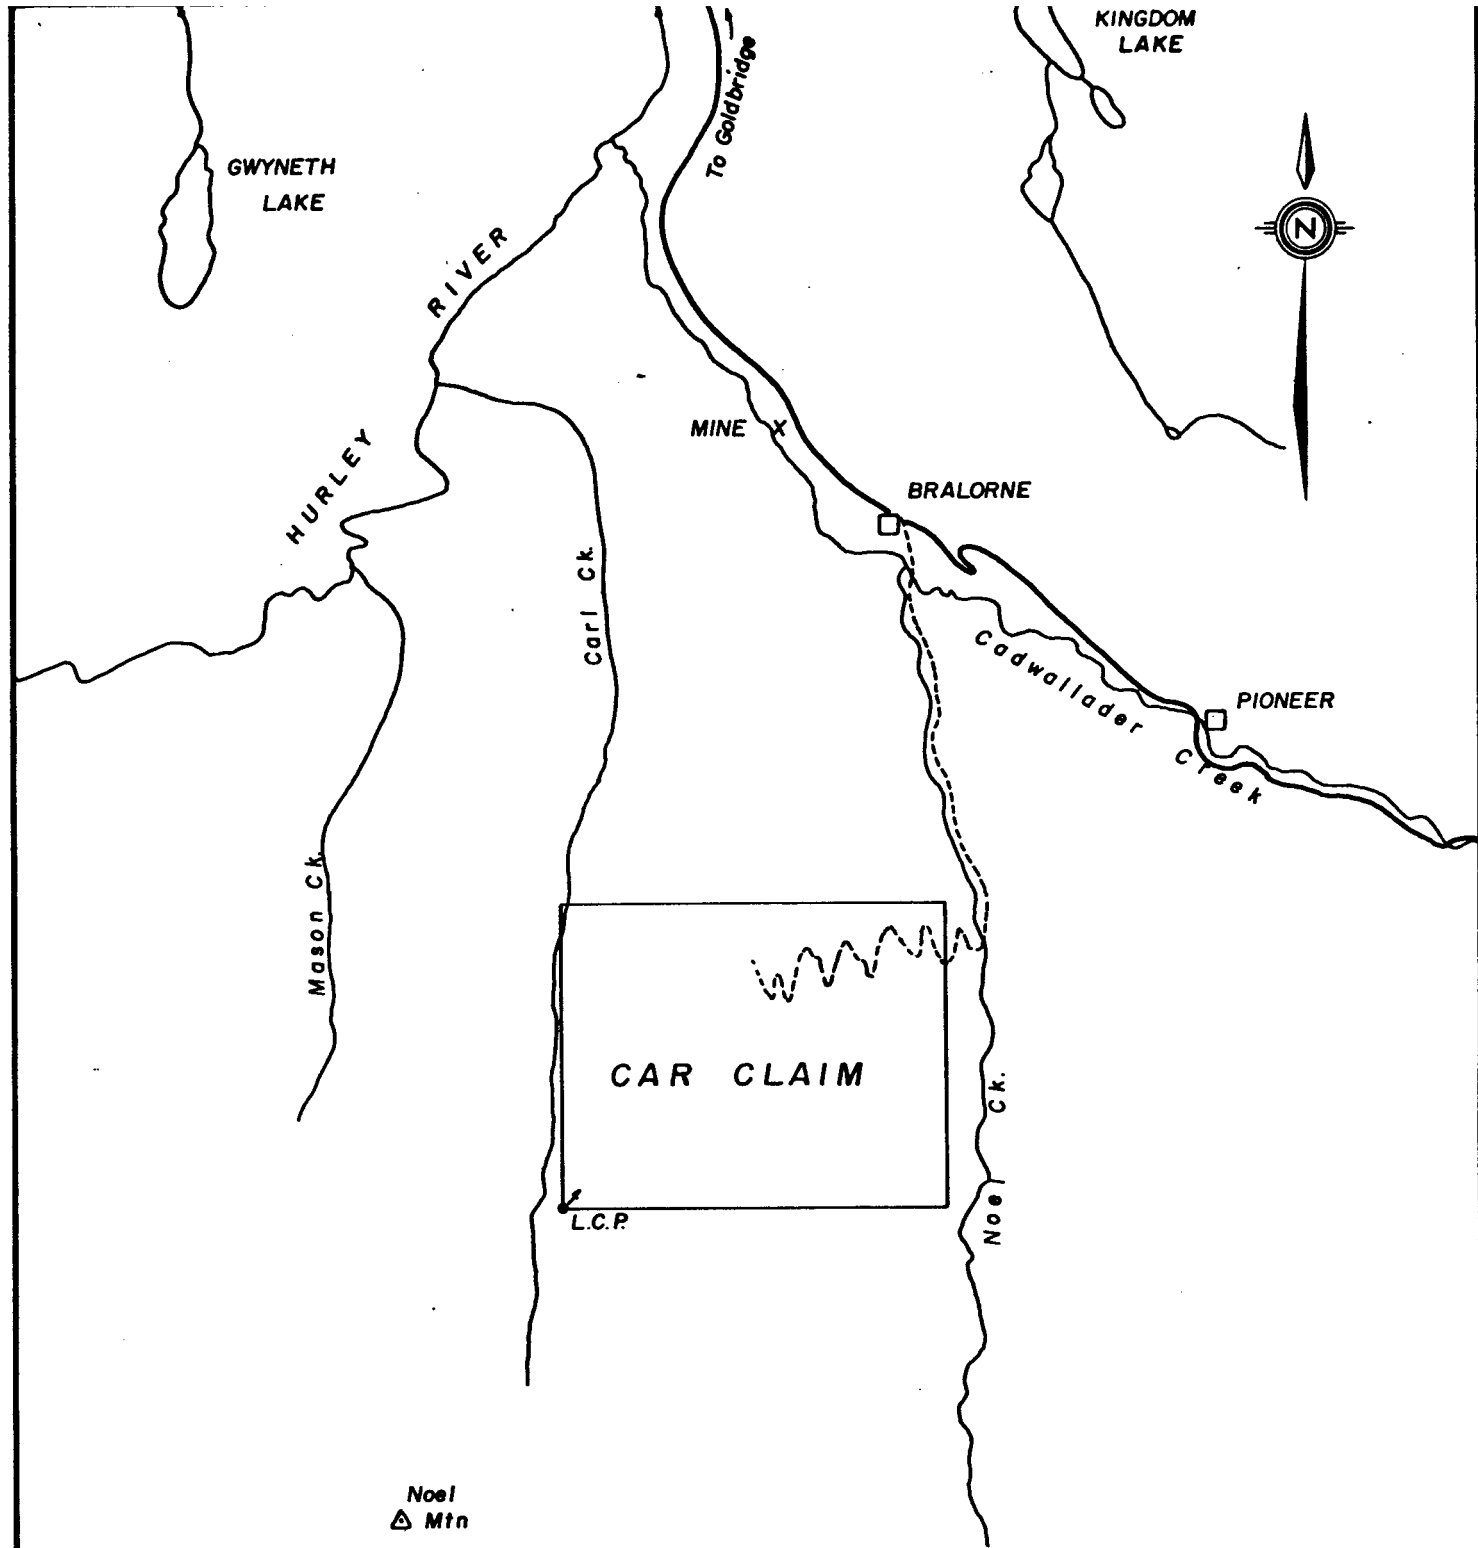 KINGDOM
LAKE
To Goldbridge
GWYNETH
LAKE
N
HURLEY RIVER
MINE X
BRALORNE
Carl Ck.
Cadwallader Creek
PIONEER
Mason Ck.
CAR CLAIM
Noel Ck.
L.C.P.
Noel
Mtn